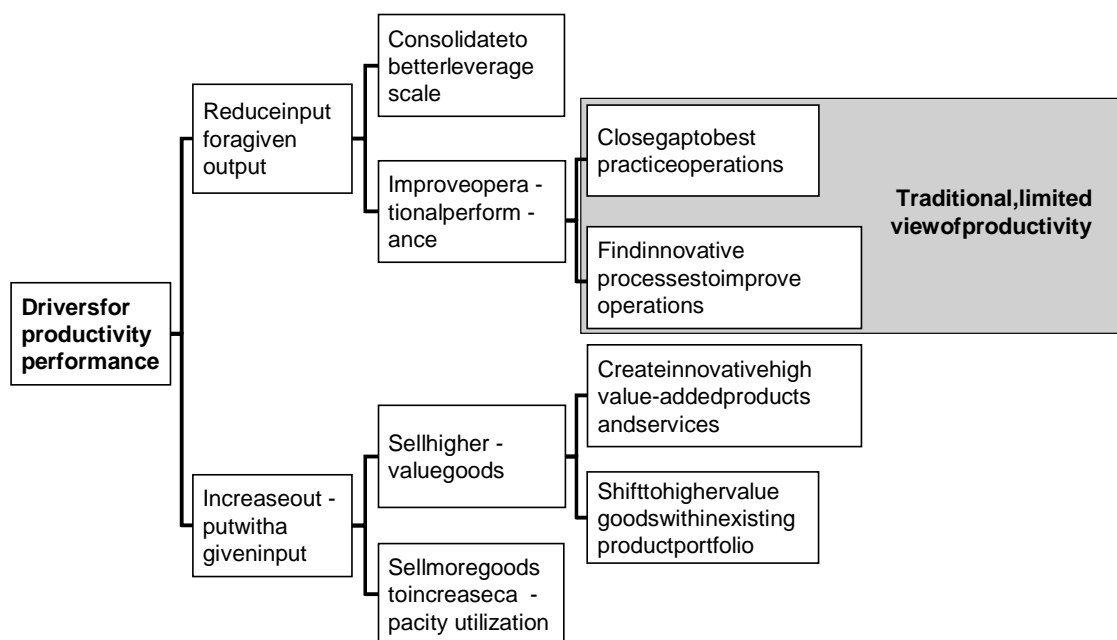 Consolidateto
betterleverage
scale
Reduceinput
foragiven
output
Closegaptobest
practiceoperations
Traditional,limited
viewofproductivity
Improveopera -
tionalperform -
ance
Findinnovative
processestoimprove
operations
Driversfor
productivity
performance
Createinnovativehigh
value-addedproducts
andservices
Sellhigher -
valuegoods
Increaseout -
putwitha
giveninput
Shifttohighervalue
goodswithinexisting
productportfolio
Sellmoregoods
toincreaseca -
pacity utilization